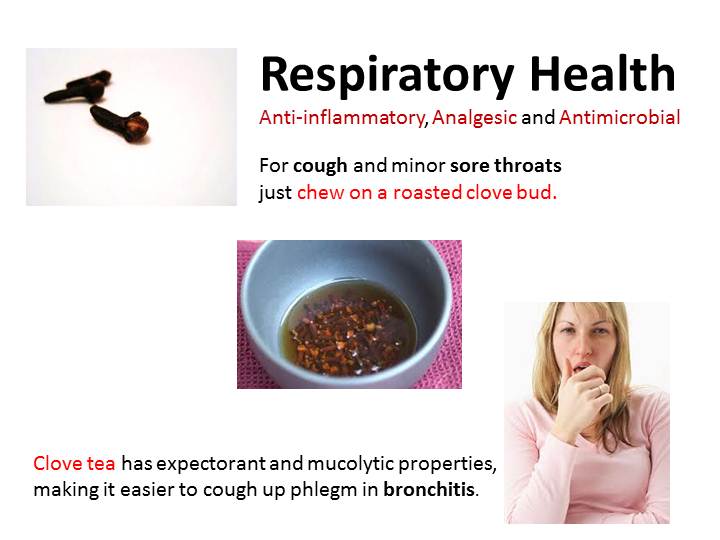 Respiratory Health
Anti-inflammatory, Analgesic and Antimicrobial
For cough and minor sore throats
just chew on a roasted clove bud.
Clove tea has expectorant and mucolytic properties,
making it easier to cough up phlegm in bronchitis.